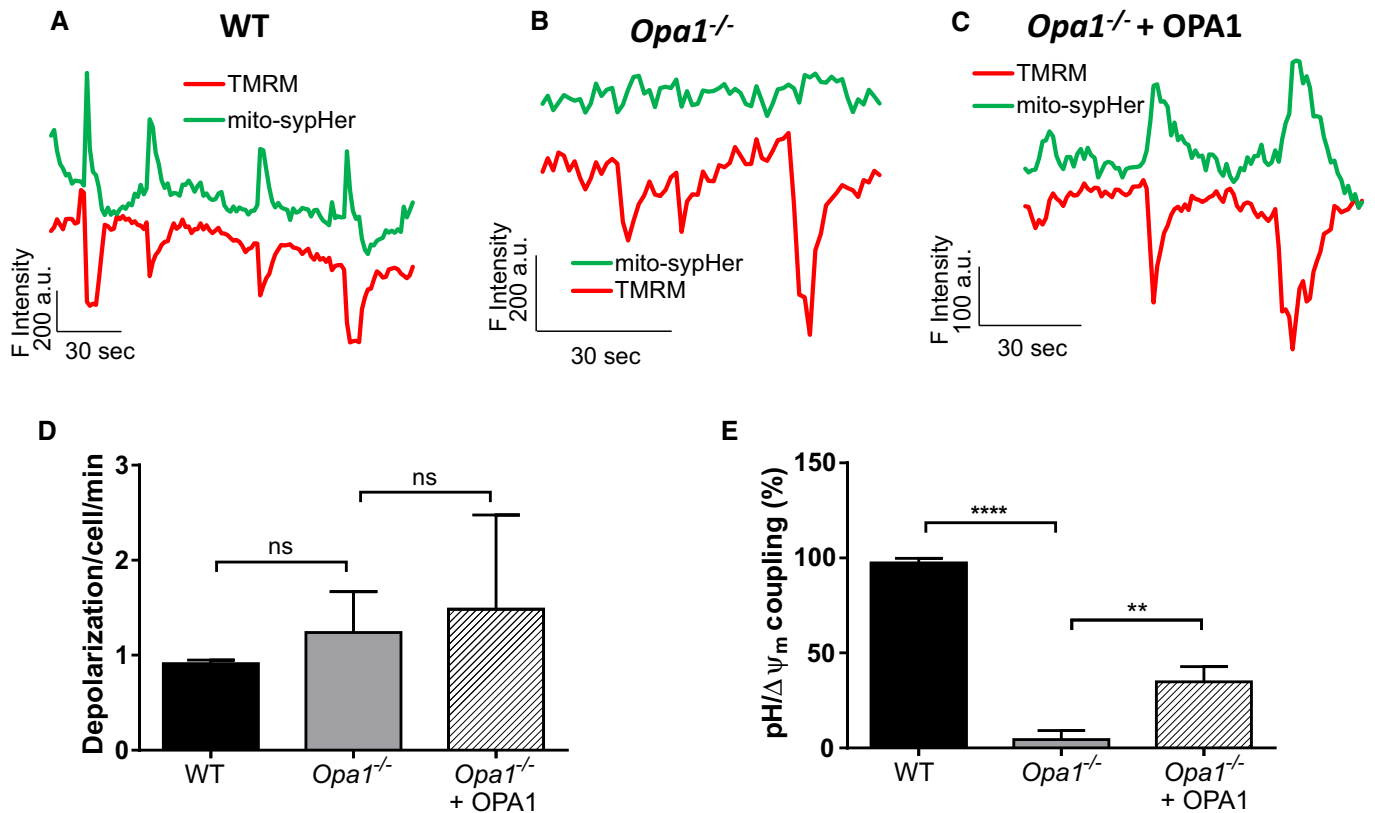 A
WT
TMRM
mito-sypHer
F Intensity
200 a.u.
30 sec
B
Opa1-/-
mito-sypHer
TMRM
F Intensity
200 a.u.
30 sec
C
Opa1-/- + OPA1
TMRM
mito-sypHer
F Intensity
100 a.u.
30 sec
D
Depolarization/cell/min
3
2
1
0
ns
ns
WT
Opa1-/-
Opa1-/-
+ OPA1
E
pH/Δ ψm coupling (%)
150
100
50
0
****
**
WT
Opa1-/-
Opa1-/-
+ OPA1